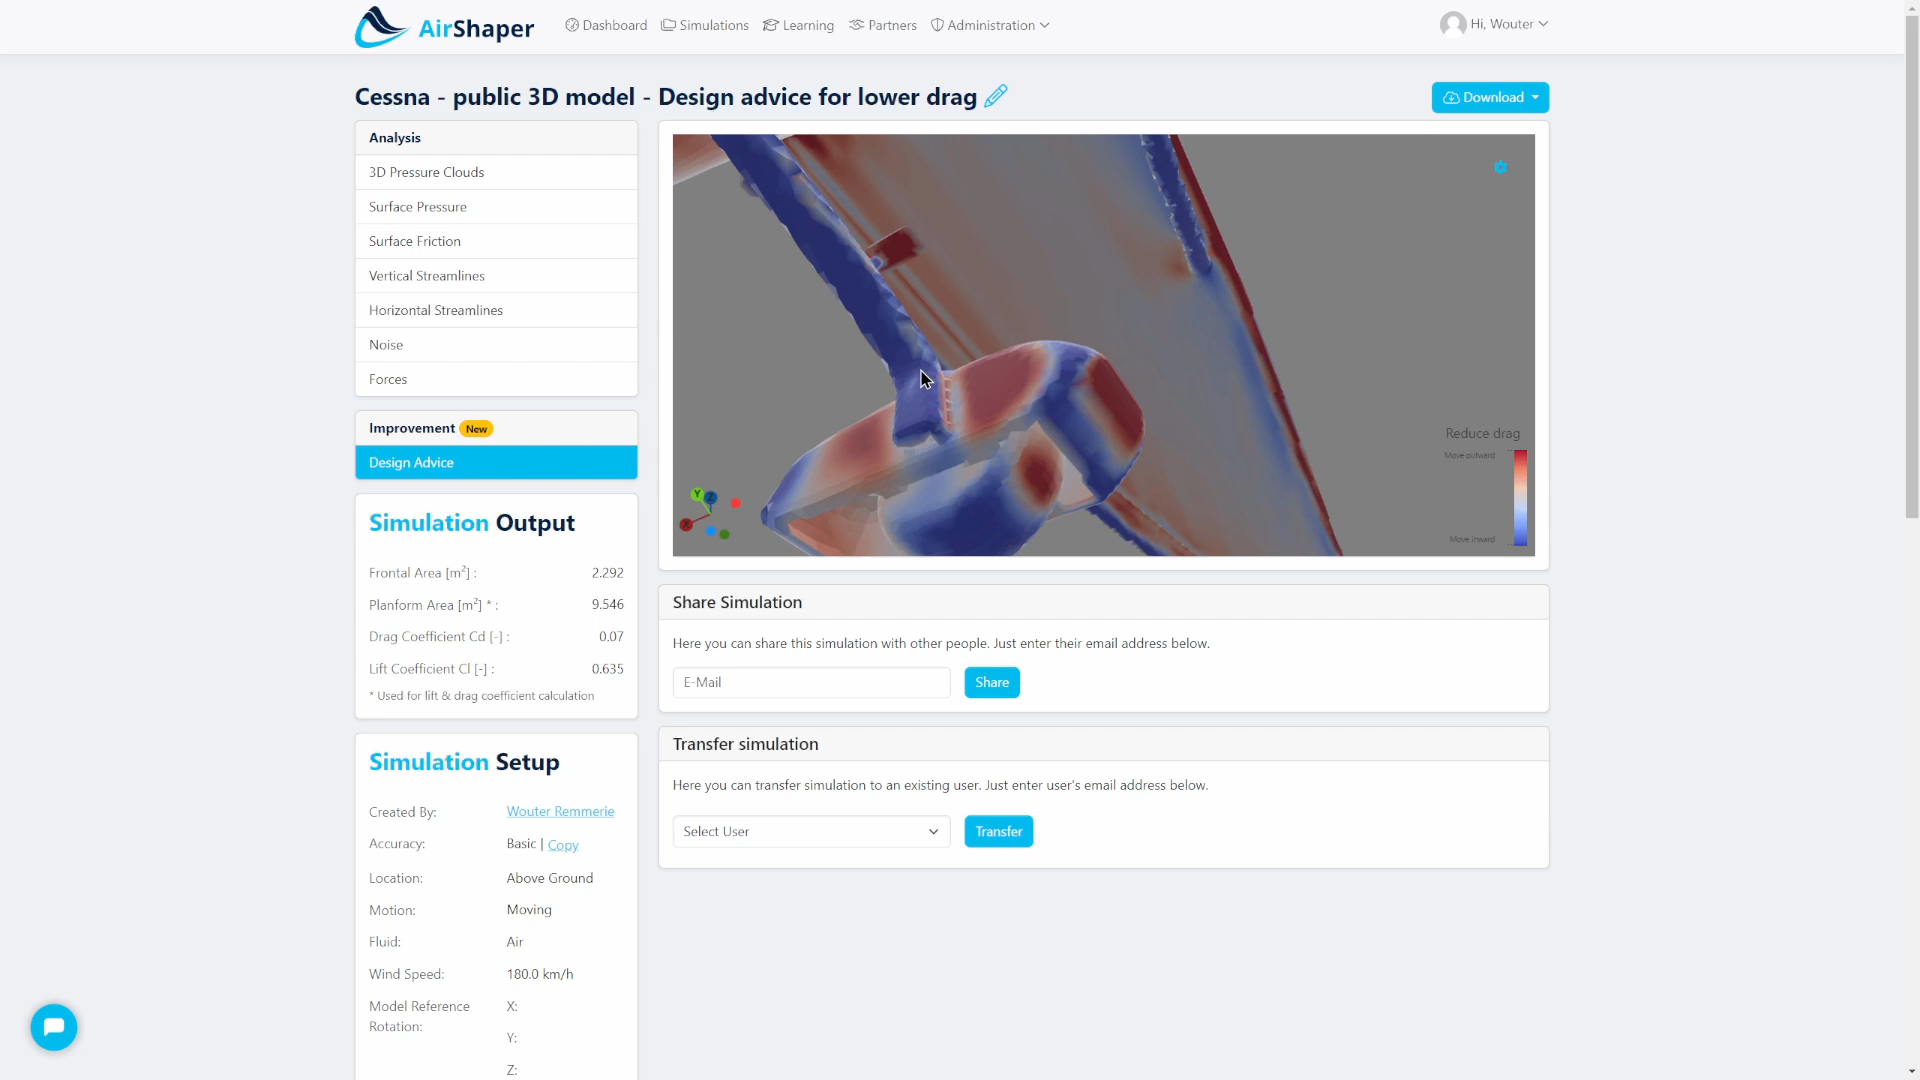 AirShaper
Dashboard
Simulations
Learning
Partners
Administration
Hi, Wouter
Cessna - public 3D model - Design advice for lower drag
Download
Analysis
3D Pressure Clouds
Surface Pressure
Surface Friction
Vertical Streamlines
Horizontal Streamlines
Noise
Forces
Improvement New
Design Advice
Reduce drag
Move outward
Move inward
Y
Z
X
Simulation Output
Frontal Area [m²] : 2.292
Planform Area [m²] * : 9.546
Drag Coefficient Cd [-] : 0.07
Lift Coefficient Cl [-] : 0.635
* Used for lift & drag coefficient calculation
Simulation Setup
Created By: Wouter Remmerie
Accuracy: Basic | Copy
Location: Above Ground
Motion: Moving
Fluid: Air
Wind Speed: 180.0 km/h
Model Reference X:
Rotation:
Y:
Z:
Share Simulation
Here you can share this simulation with other people. Just enter their email address below.
E-Mail
Share
Transfer simulation
Here you can transfer simulation to an existing user. Just enter user's email address below.
Select User
Transfer